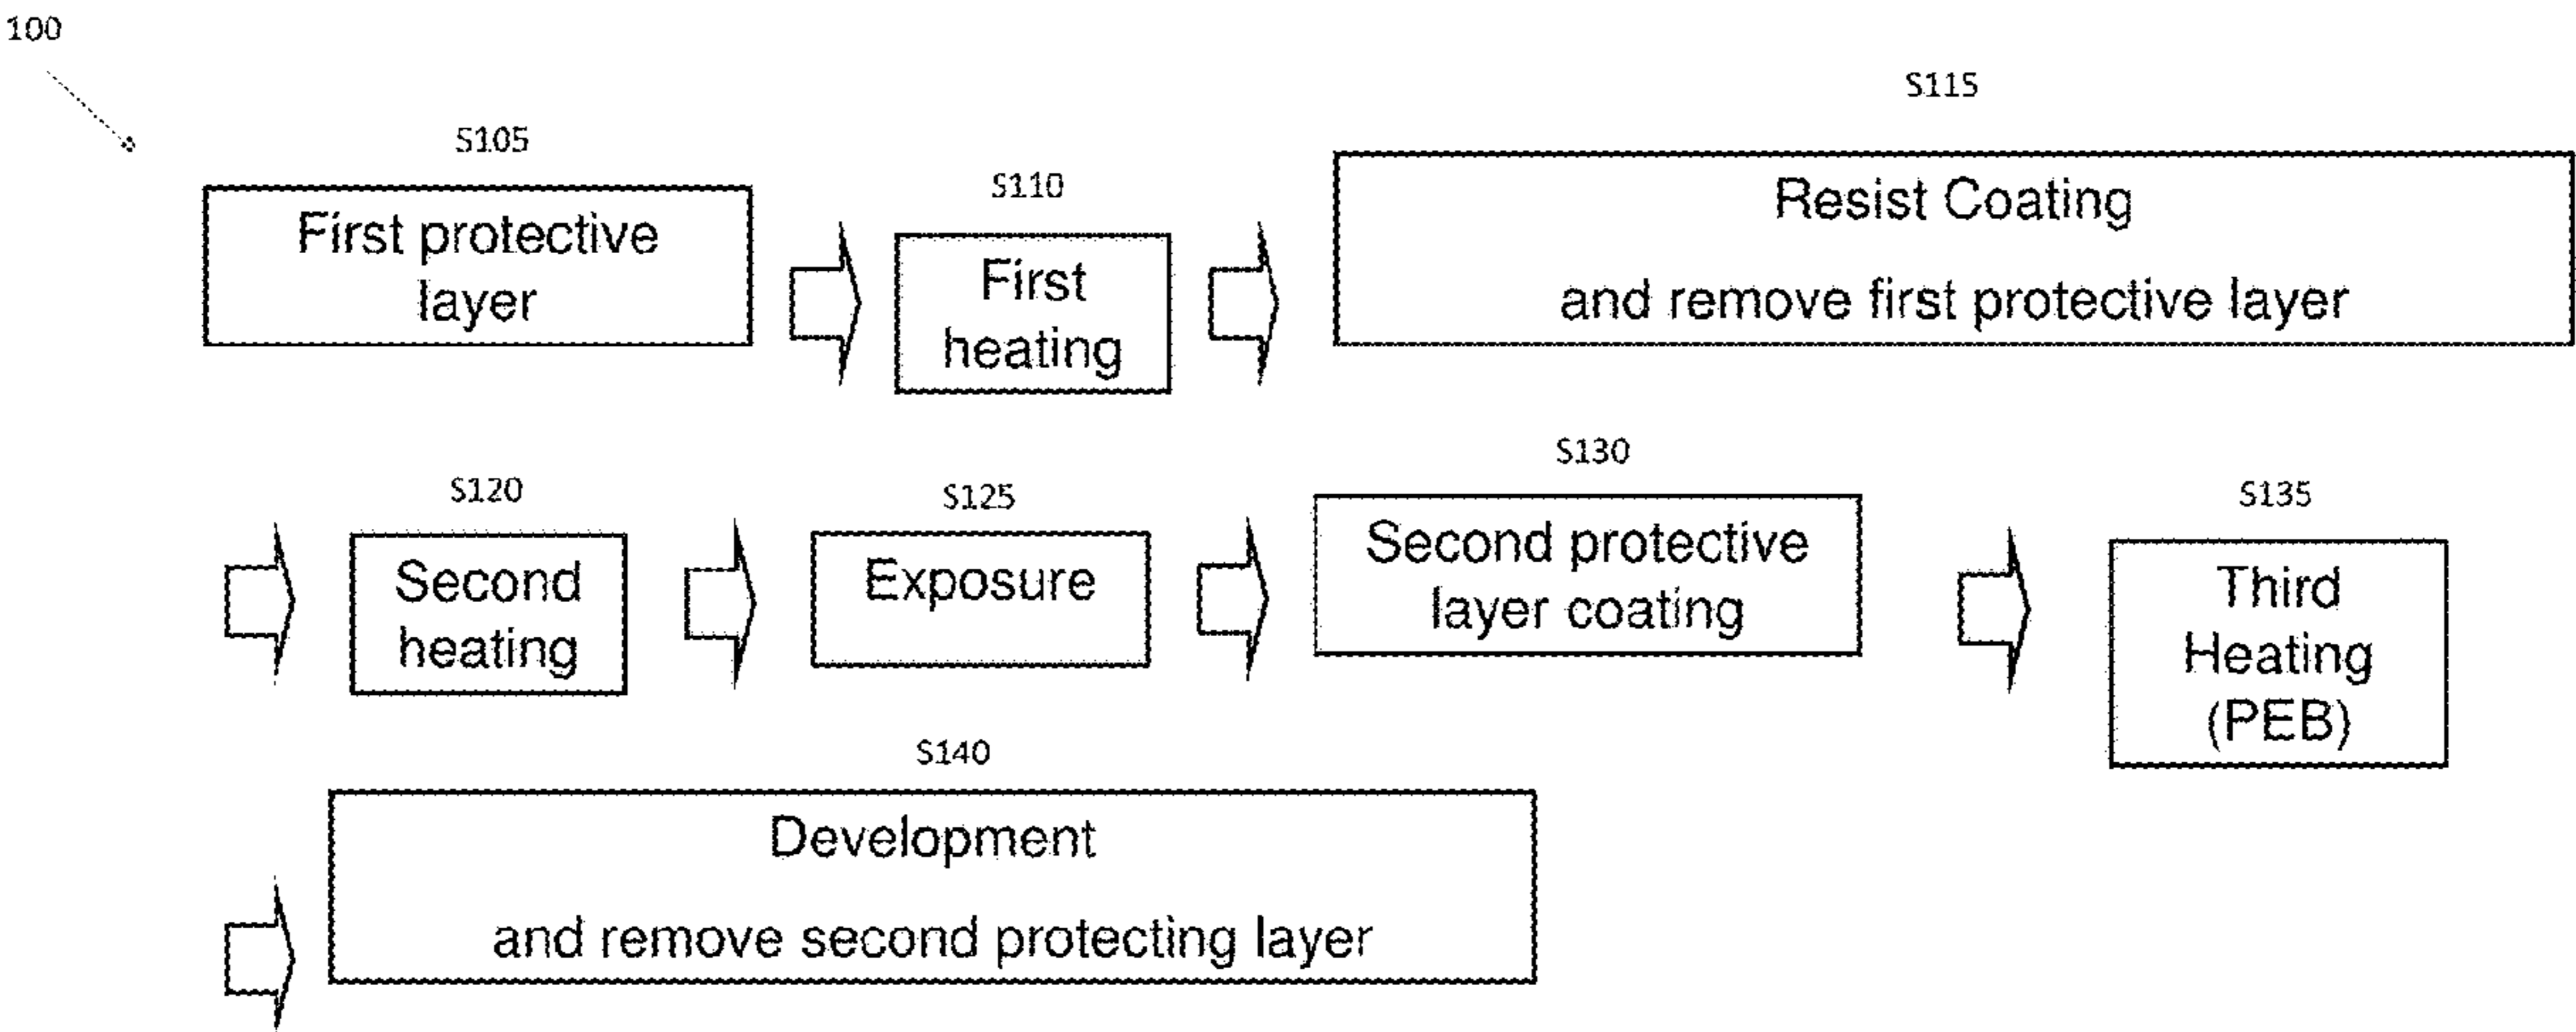 100
S105
First protective
layer
S110
First
heating
S115
Resist Coating
and remove first protective layer
S120
Second
heating
S125
Exposure
S130
Second protective
layer coating
S135
Third
Heating
(PEB)
S140
Development
and remove second protecting layer